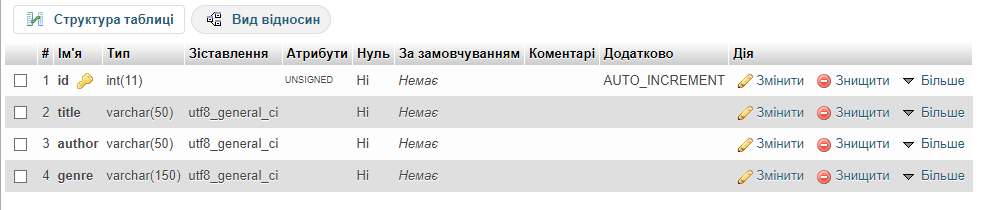 Структура таблиці Вид відносин
# Ім'я Тип Зіставлення Атрибути Нуль За замовчуванням Коментарі Додатково Дія
1 id int(11) UNSIGNED Ні Немає AUTO_INCREMENT Змінити Знищити Більше
2 title varchar(50) utf8_general_ci Ні Немає Змінити Знищити Більше
3 author varchar(50) utf8_general_ci Ні Немає Змінити Знищити Більше
4 genre varchar(150) utf8_general_ci Ні Немає Змінити Знищити Більше